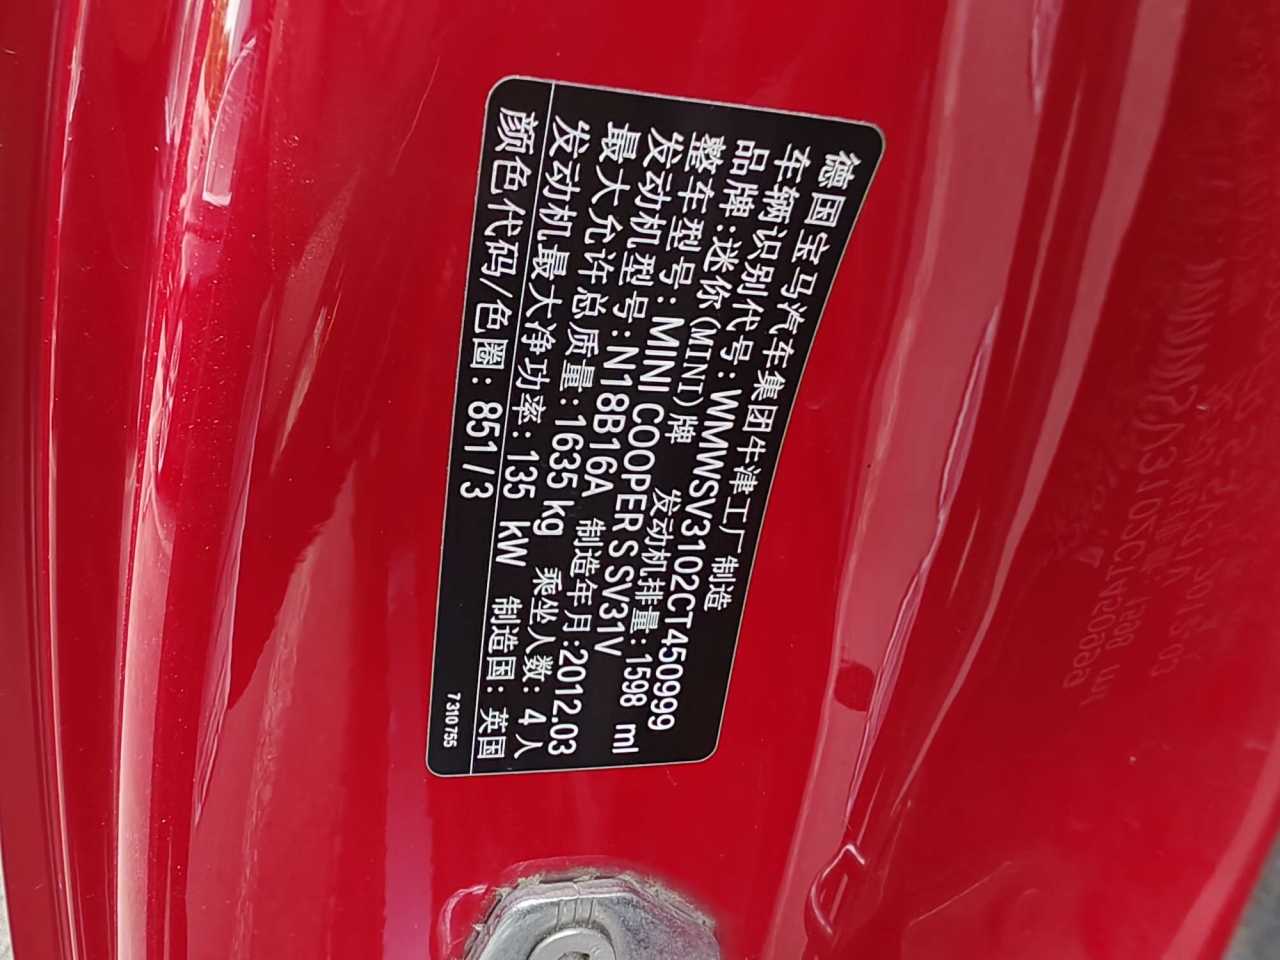 德国宝马汽车集团牛津工厂制造
车辆识别代号:WMWSV3102CT450999
品牌:迷你(MINI)牌 发动机排量:1598 ml
整车型号:MINI COOPER S SV31V
发动机型号:N18B16A 制造年月:2012.03
最大允许总质量:1635 kg 乘坐人数:4人
发动机最大净功率:135 kW 制造国:英国
颜色代码/色圈:851/3
7310755